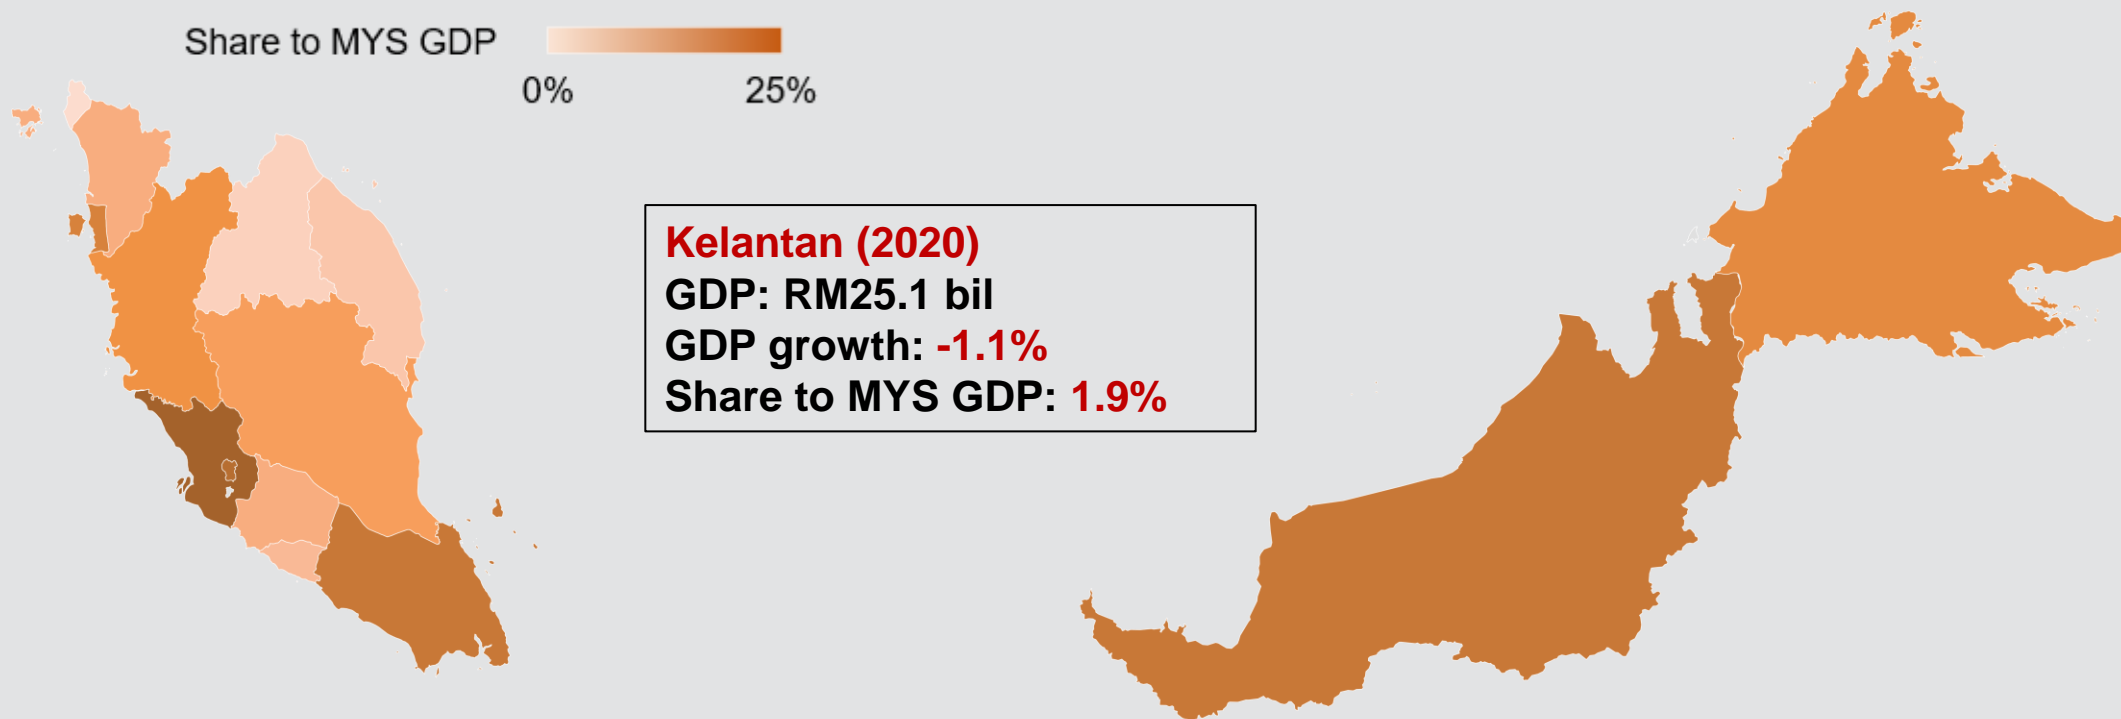 Share to MYS GDP
0% 25%
Kelantan (2020)
GDP: RM25.1 bil
GDP growth: -1.1%
Share to MYS GDP: 1.9%